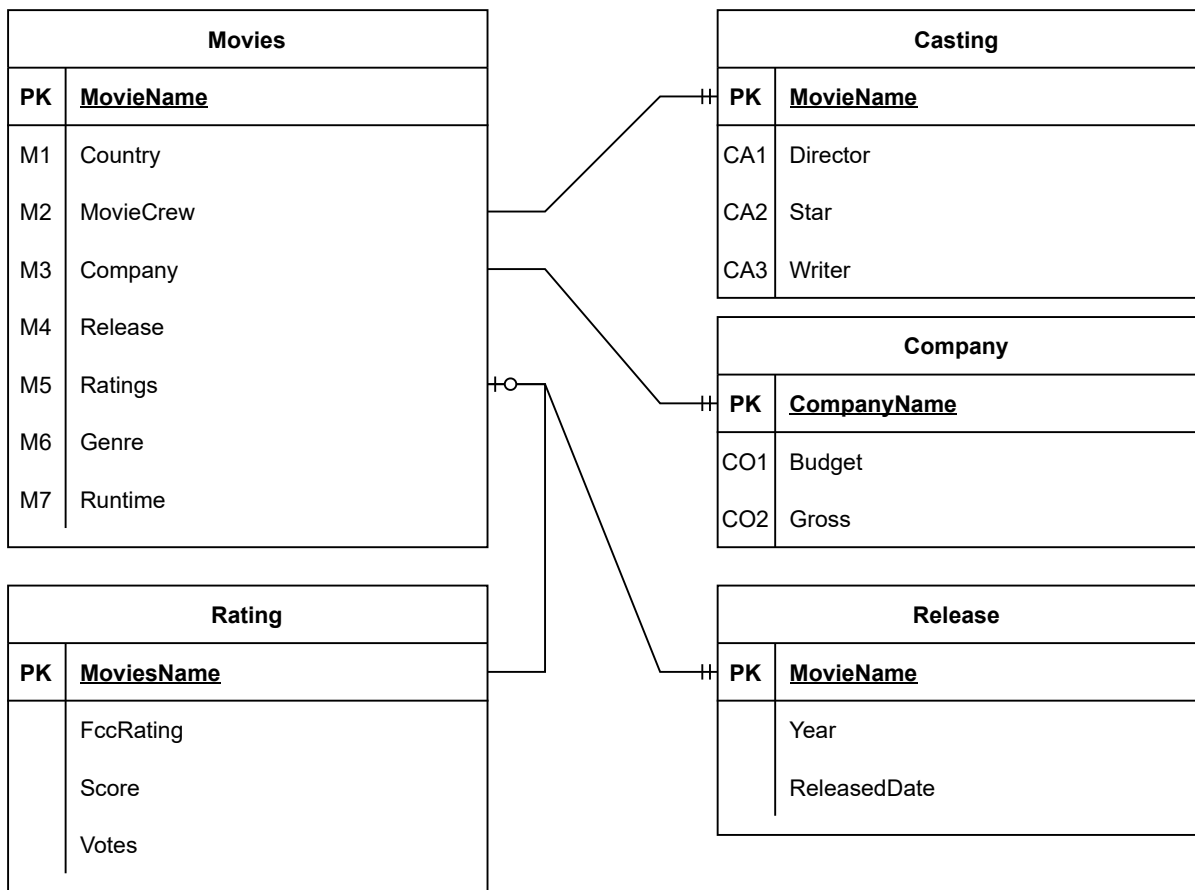 Movies
PK MovieName
M1 Country
M2 MovieCrew
M3 Company
M4 Release
M5 Ratings
M6 Genre
M7 Runtime
Casting
PK MovieName
CA1 Director
CA2 Star
CA3 Writer
Company
PK CompanyName
CO1 Budget
CO2 Gross
Rating
PK MoviesName
FccRating
Score
Votes
Release
PK MovieName
Year
ReleasedDate